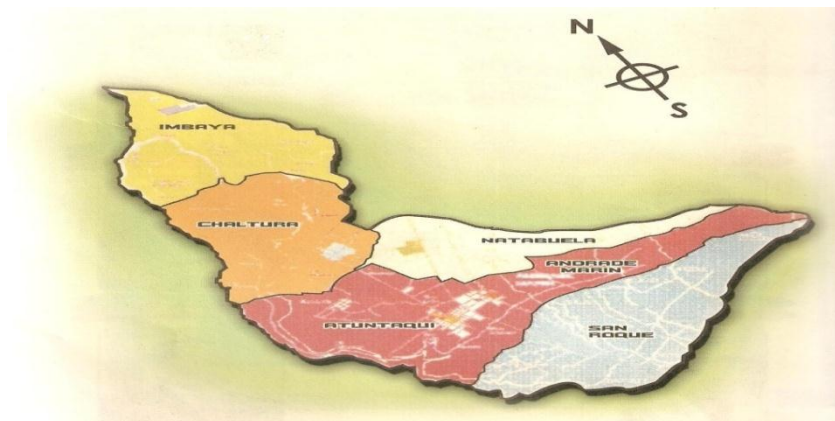 N
S
IMBAYA
CHALTURA
NATABUELA
ANDRADE
MARIN
ATUNTAQUI
SAN
ROQUE